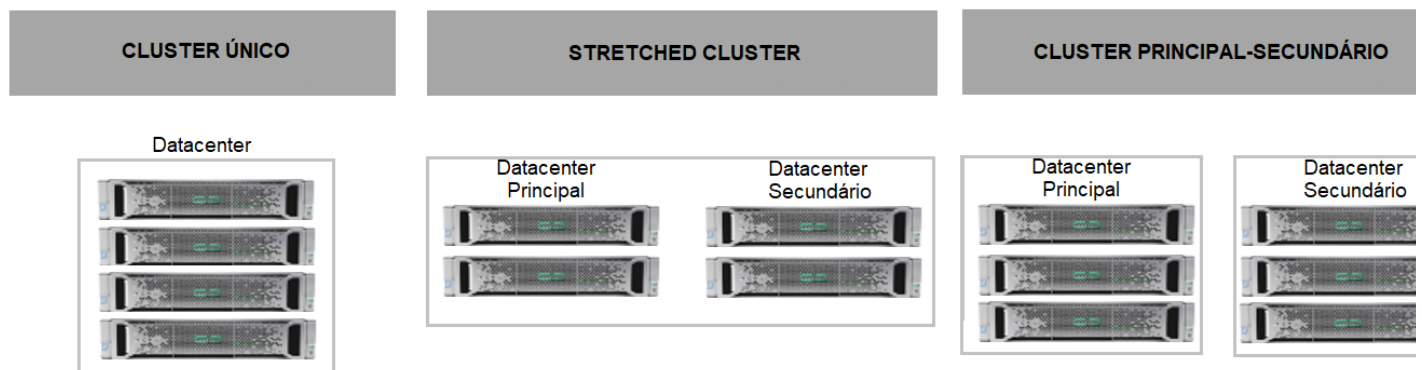 CLUSTER ÚNICO
STRETCHED CLUSTER
CLUSTER PRINCIPAL-SECUNDÁRIO
Datacenter
Datacenter
Principal
Datacenter
Secundário
Datacenter
Principal
Datacenter
Secundário